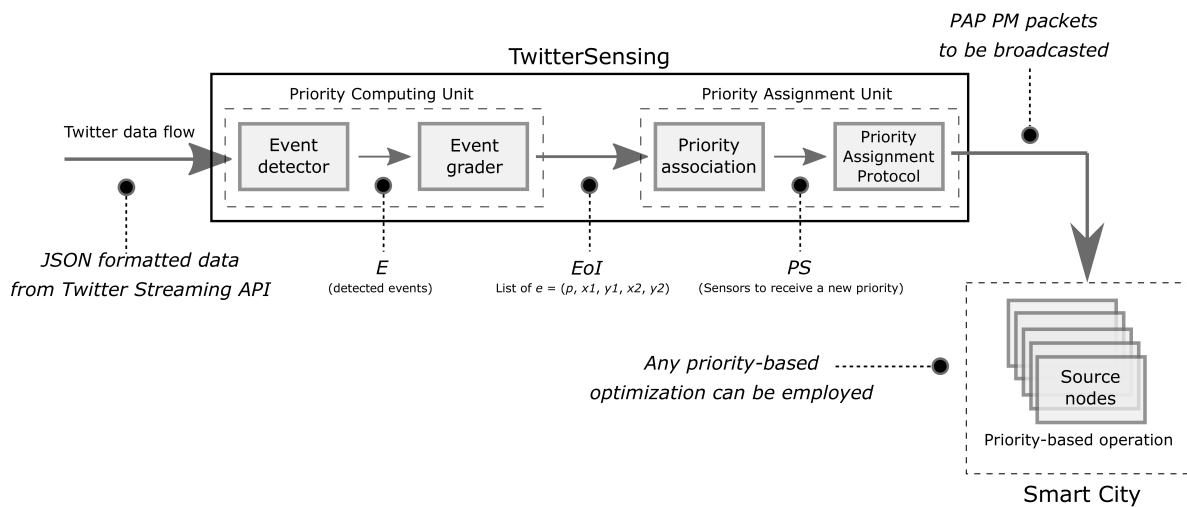 PAP PM packets
to be broadcasted
TwitterSensing
Priority Computing Unit
Priority Assignment Unit
Twitter data flow
Event
detector
Event
grader
Priority
association
Priority
Assignment
Protocol
JSON formatted data
from Twitter Streaming API
E
(detected events)
EoI
List of e = (p, x1, y1, x2, y2)
PS
(Sensors to receive a new priority)
Any priority-based
optimization can be employed
Source
nodes
Priority-based operation
Smart City